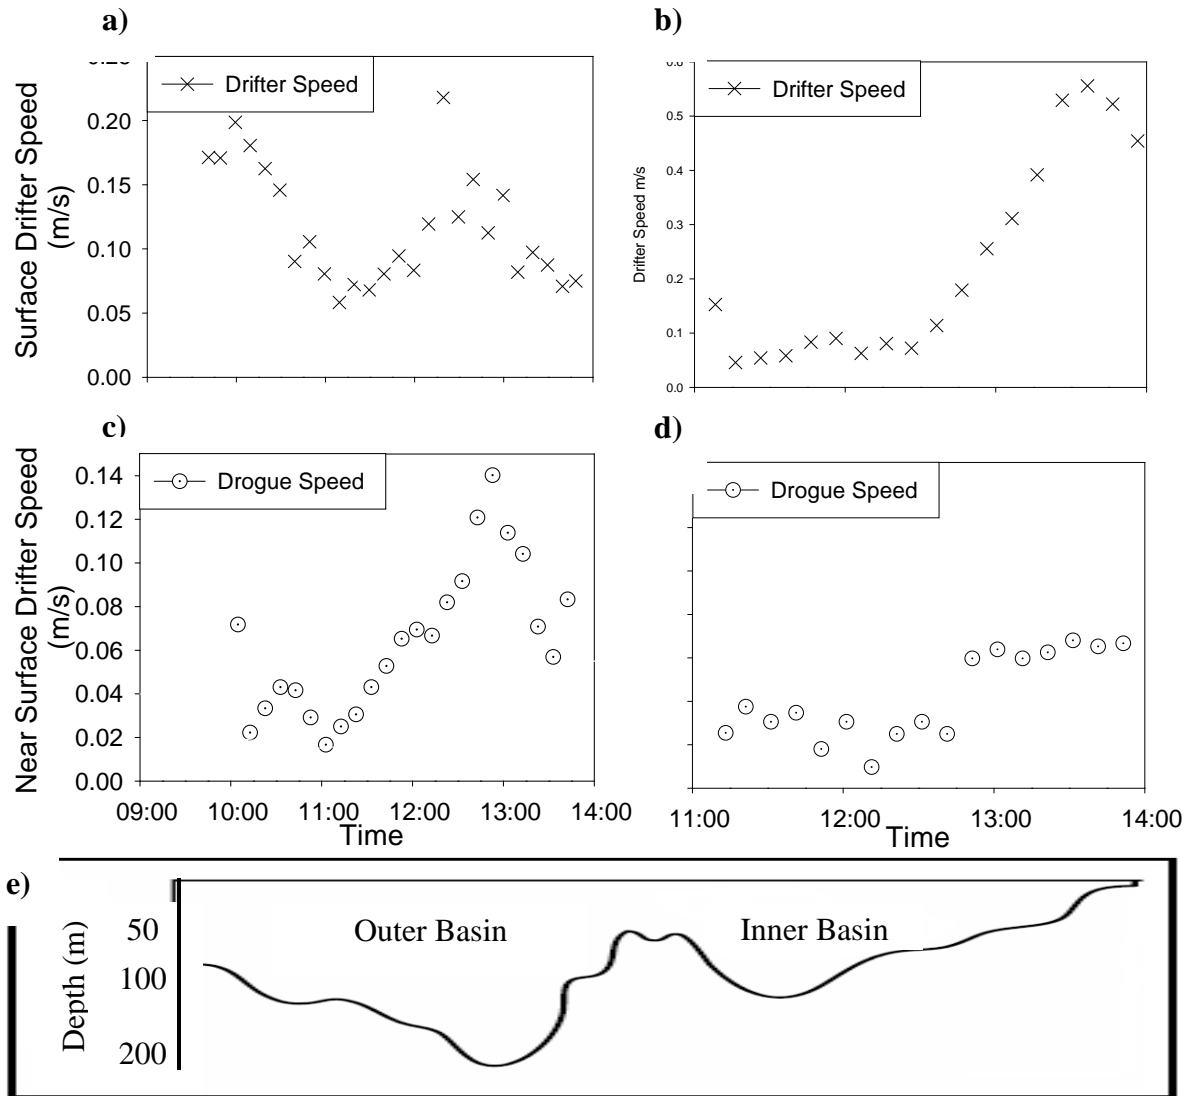 a)
b)
Drifter Speed
0.20
0.15
0.10
0.05
0.00
Surface Drifter Speed
(m/s)
Drifter Speed
0.5
0.4
0.3
0.2
0.1
0.0
Drifter Speed m/s
c)
d)
Drogue Speed
0.14
0.12
0.10
0.08
0.06
0.04
0.02
0.00
Near Surface Drifter Speed
(m/s)
09:00 10:00 11:00 12:00 13:00 14:00
Time
Drogue Speed
11:00 12:00 13:00 14:00
Time
e)
Depth (m)
50
100
200
Outer Basin
Inner Basin